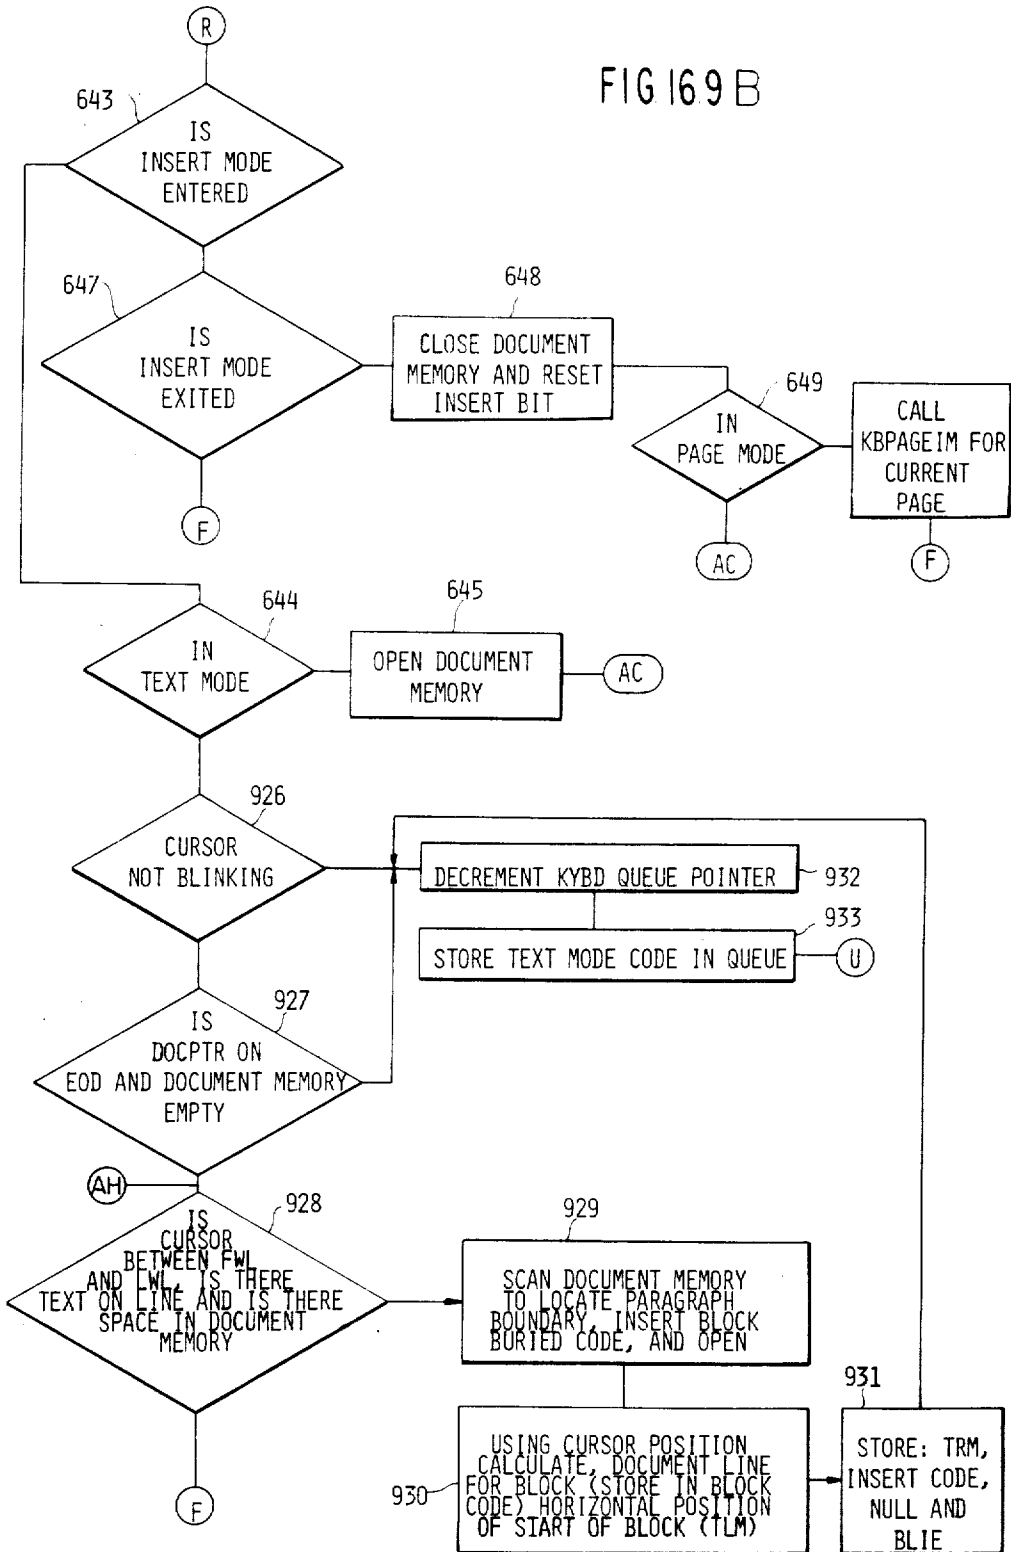 R
FIG 16.9 B
643
IS
INSERT MODE
ENTERED
647
IS
INSERT MODE
EXITED
648
CLOSE DOCUMENT
MEMORY AND RESET
INSERT BIT
649
IN
PAGE MODE
CALL
KBPAGEIM FOR
CURRENT
PAGE
F
AC
F
644
IN
TEXT MODE
645
OPEN DOCUMENT
MEMORY
AC
926
CURSOR
NOT BLINKING
DECREMENT KYBD QUEUE POINTER
932
933
STORE TEXT MODE CODE IN QUEUE
U
927
IS
DOCPTR ON
EOD AND DOCUMENT MEMORY
EMPTY
AH
928
IS
CURSOR
BETWEEN FWL
AND LWL, IS THERE
TEXT ON LINE AND IS THERE
SPACE IN DOCUMENT
MEMORY
929
SCAN DOCUMENT MEMORY
TO LOCATE PARAGRAPH
BOUNDARY, INSERT BLOCK
BURIED CODE, AND OPEN
930
USING CURSOR POSITION
CALCULATE, DOCUMENT LINE
FOR BLOCK (STORE IN BLOCK
CODE) HORIZONTAL POSITION
OF START OF BLOCK (TLM)
931
STORE: TRM,
INSERT CODE,
NULL AND
BLIE
F